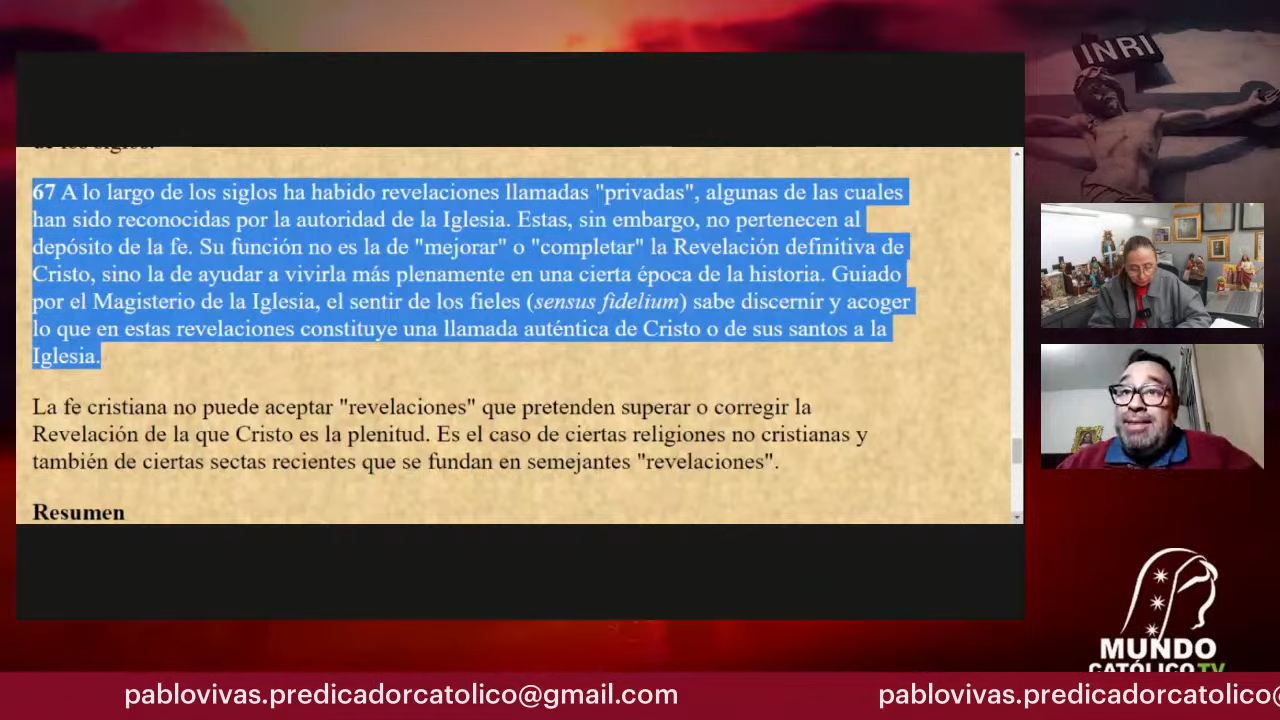 de los siglos.
67 A lo largo de los siglos ha habido revelaciones llamadas "privadas", algunas de las cuales
han sido reconocidas por la autoridad de la Iglesia. Estas, sin embargo, no pertenecen al
depósito de la fe. Su función no es la de "mejorar" o "completar" la Revelación definitiva de
Cristo, sino la de ayudar a vivirla más plenamente en una cierta época de la historia. Guiado
por el Magisterio de la Iglesia, el sentir de los fieles (sensus fidelium) sabe discernir y acoger
lo que en estas revelaciones constituye una llamada auténtica de Cristo o de sus santos a la
Iglesia.
La fe cristiana no puede aceptar "revelaciones" que pretenden superar o corregir la
Revelación de la que Cristo es la plenitud. Es el caso de ciertas religiones no cristianas y
también de ciertas sectas recientes que se fundan en semejantes "revelaciones".
Resumen
INRI
MUNDO
CATÓLICO TV
pablovivas.predicadorcatolico@gmail.com
pablovivas.predicadorcatolico@